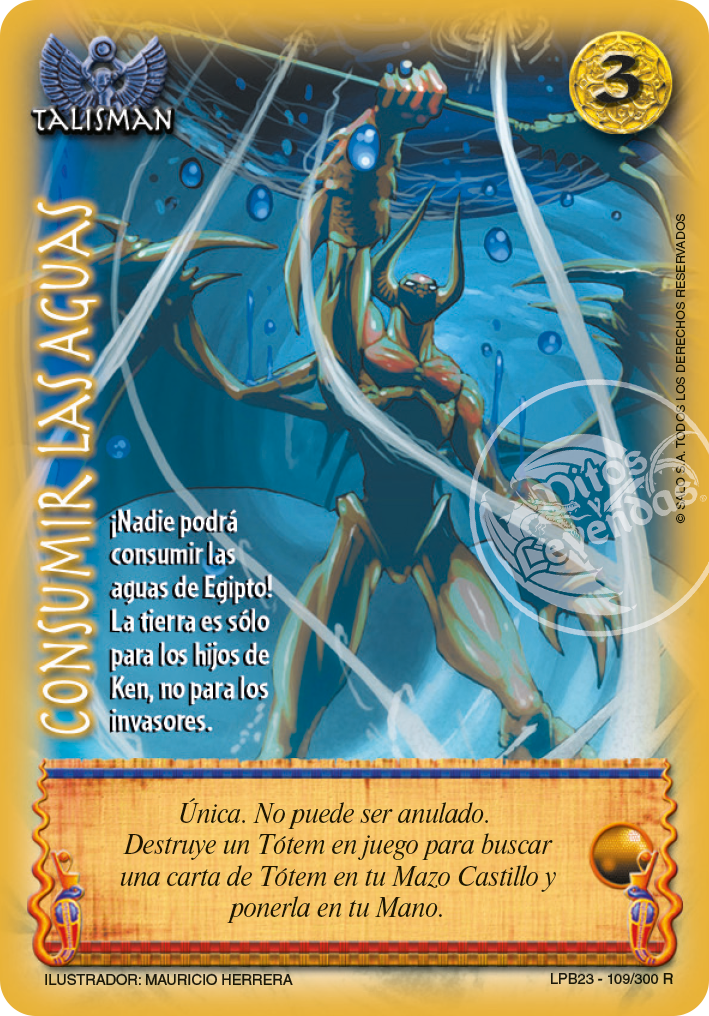 TALISMAN
3
CONSUMIR LAS AGUAS
¡Nadie podrá
consumir las
aguas de Egipto!
La tierra es sólo
para los hijos de
Ken, no para los
invasores.
© SALO S.A. TODOS LOS DERECHOS RESERVADOS
Mitos
y
Leyendas®
Única. No puede ser anulado.
Destruye un Tótem en juego para buscar
una carta de Tótem en tu Mazo Castillo y
ponerla en tu Mano.
ILUSTRADOR: MAURICIO HERRERA
LPB23 - 109/300 R